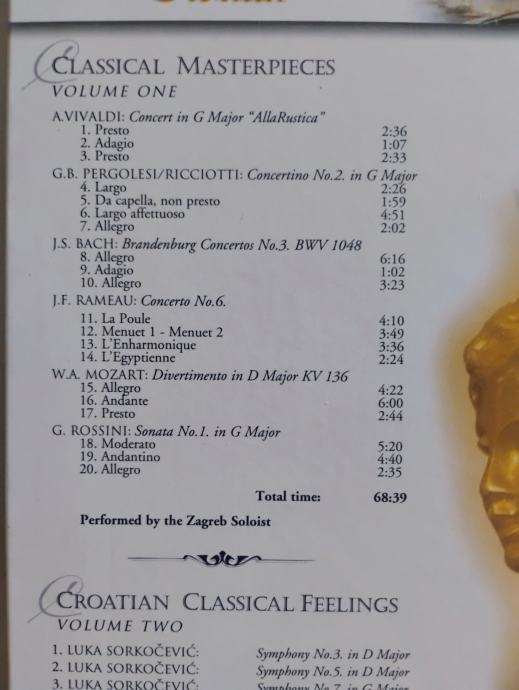 CLASSICAL MASTERPIECES
VOLUME ONE
A.VIVALDI: Concert in G Major "AllaRustica"
1. Presto 2:36
2. Adagio 1:07
3. Presto 2:33
G.B. PERGOLESI/RICCIOTTI: Concertino No.2. in G Major
4. Largo 2:26
5. Da capella, non presto 1:59
6. Largo affettuoso 4:51
7. Allegro 2:02
J.S. BACH: Brandenburg Concertos No.3. BWV 1048
8. Allegro 6:16
9. Adagio 1:02
10. Allegro 3:23
J.F. RAMEAU: Concerto No.6.
11. La Poule 4:10
12. Menuet 1 - Menuet 2 3:49
13. L'Enharmonique 3:36
14. L'Egyptienne 2:24
W.A. MOZART: Divertimento in D Major KV 136
15. Allegro 4:22
16. Andante 6:00
17. Presto 2:44
G. ROSSINI: Sonata No.1. in G Major
18. Moderato 5:20
19. Andantino 4:40
20. Allegro 2:35
Total time: 68:39
Performed by the Zagreb Soloist
CROATIAN CLASSICAL FEELINGS
VOLUME TWO
1. LUKA SORKOČEVIĆ: Symphony No.3. in D Major
2. LUKA SORKOČEVIĆ: Symphony No.5. in D Major
3. LUKA SORKOČEVIĆ: Symphony No.7. in G Major